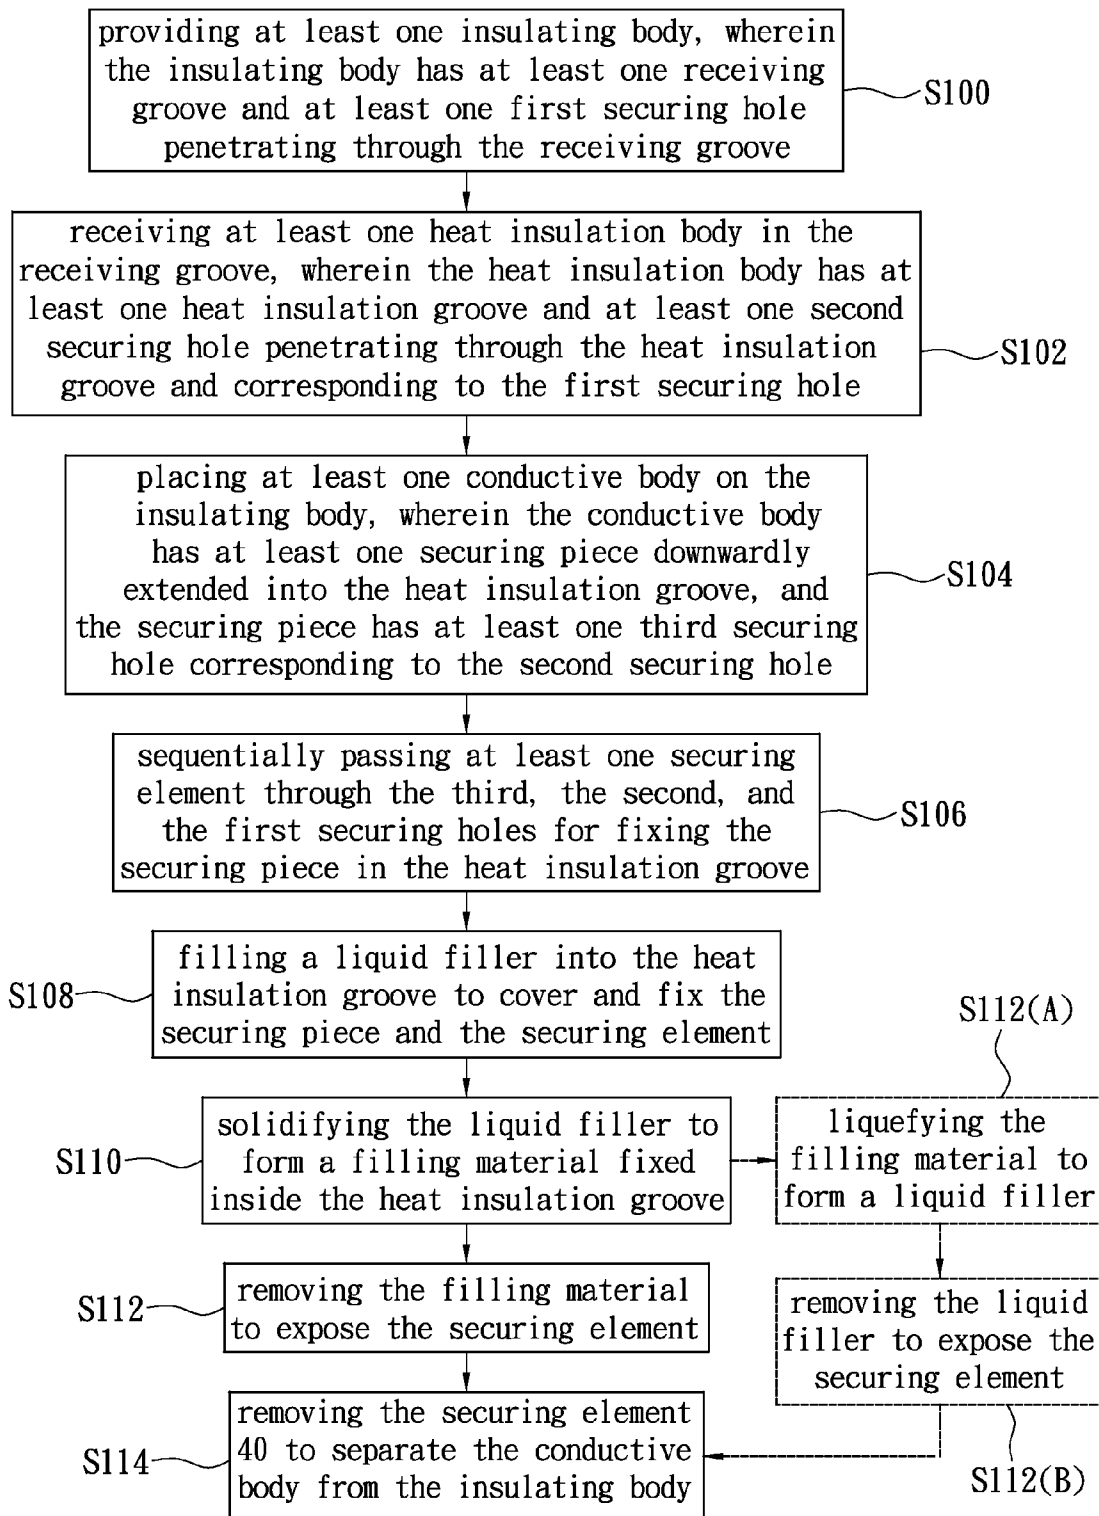 providing at least one insulating body, wherein
the insulating body has at least one receiving
groove and at least one first securing hole
penetrating through the receiving groove
S100
receiving at least one heat insulation body in the
receiving groove, wherein the heat insulation body has at
least one heat insulation groove and at least one second
securing hole penetrating through the heat insulation
groove and corresponding to the first securing hole
S102
placing at least one conductive body on the
insulating body, wherein the conductive body
has at least one securing piece downwardly
extended into the heat insulation groove, and
the securing piece has at least one third securing
hole corresponding to the second securing hole
S104
sequentially passing at least one securing
element through the third, the second, and
the first securing holes for fixing the
securing piece in the heat insulation groove
S106
filling a liquid filler into the heat
insulation groove to cover and fix the
securing piece and the securing element
S108
solidifying the liquid filler to
form a filling material fixed
inside the heat insulation groove
S110
S112(A)
liquefying the
filling material to
form a liquid filler
removing the filling material
to expose the securing element
S112
removing the liquid
filler to expose the
securing element
S112(B)
removing the securing element
40 to separate the conductive
body from the insulating body
S114